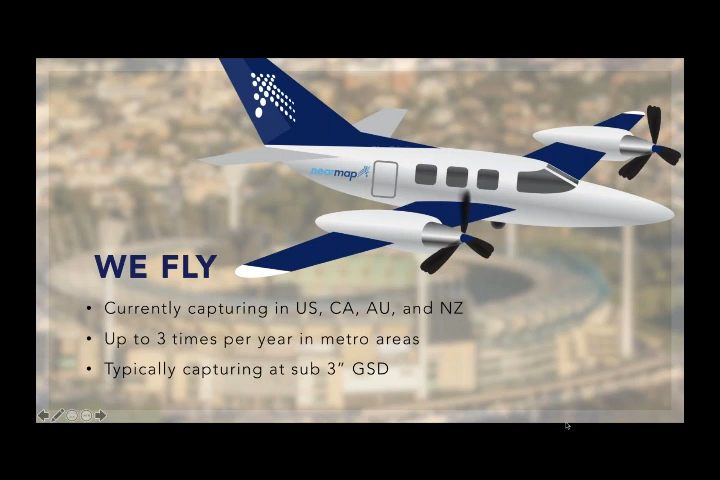 nearmap
WE FLY
• Currently capturing in US, CA, AU, and NZ
• Up to 3 times per year in metro areas
• Typically capturing at sub 3” GSD